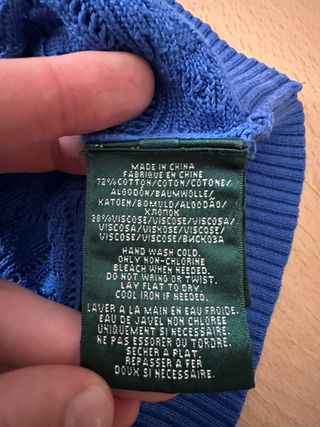 MADE IN CHINA
FABRIQUE EN CHINE
72%COTTON/COTON/COTONE/
ALGODÓN/BAUMWOLLE/
KATOEN/BOMULD/ALGODÃO/
ХЛОПОК
28%VISCOSE/VISCOSE/VISCOSA/
VISCOSA/VISKOSE/VISCOSE/
VISCOSE/VISCOSE/ВИСКОЗА
HAND WASH COLD.
ONLY NON-CHLORINE
BLEACH WHEN NEEDED.
DO NOT WRING OR TWIST.
LAY FLAT TO DRY.
COOL IRON IF NEEDED.
LAVER A LA MAIN EN EAU FROIDE.
EAU DE JAVEL NON CHLOREE
UNIQUEMENT SI NECESSAIRE.
NE PAS ESSORER OU TORDRE.
SECHER A PLAT.
REPASSER A FER
DOUX SI NECESSAIRE.